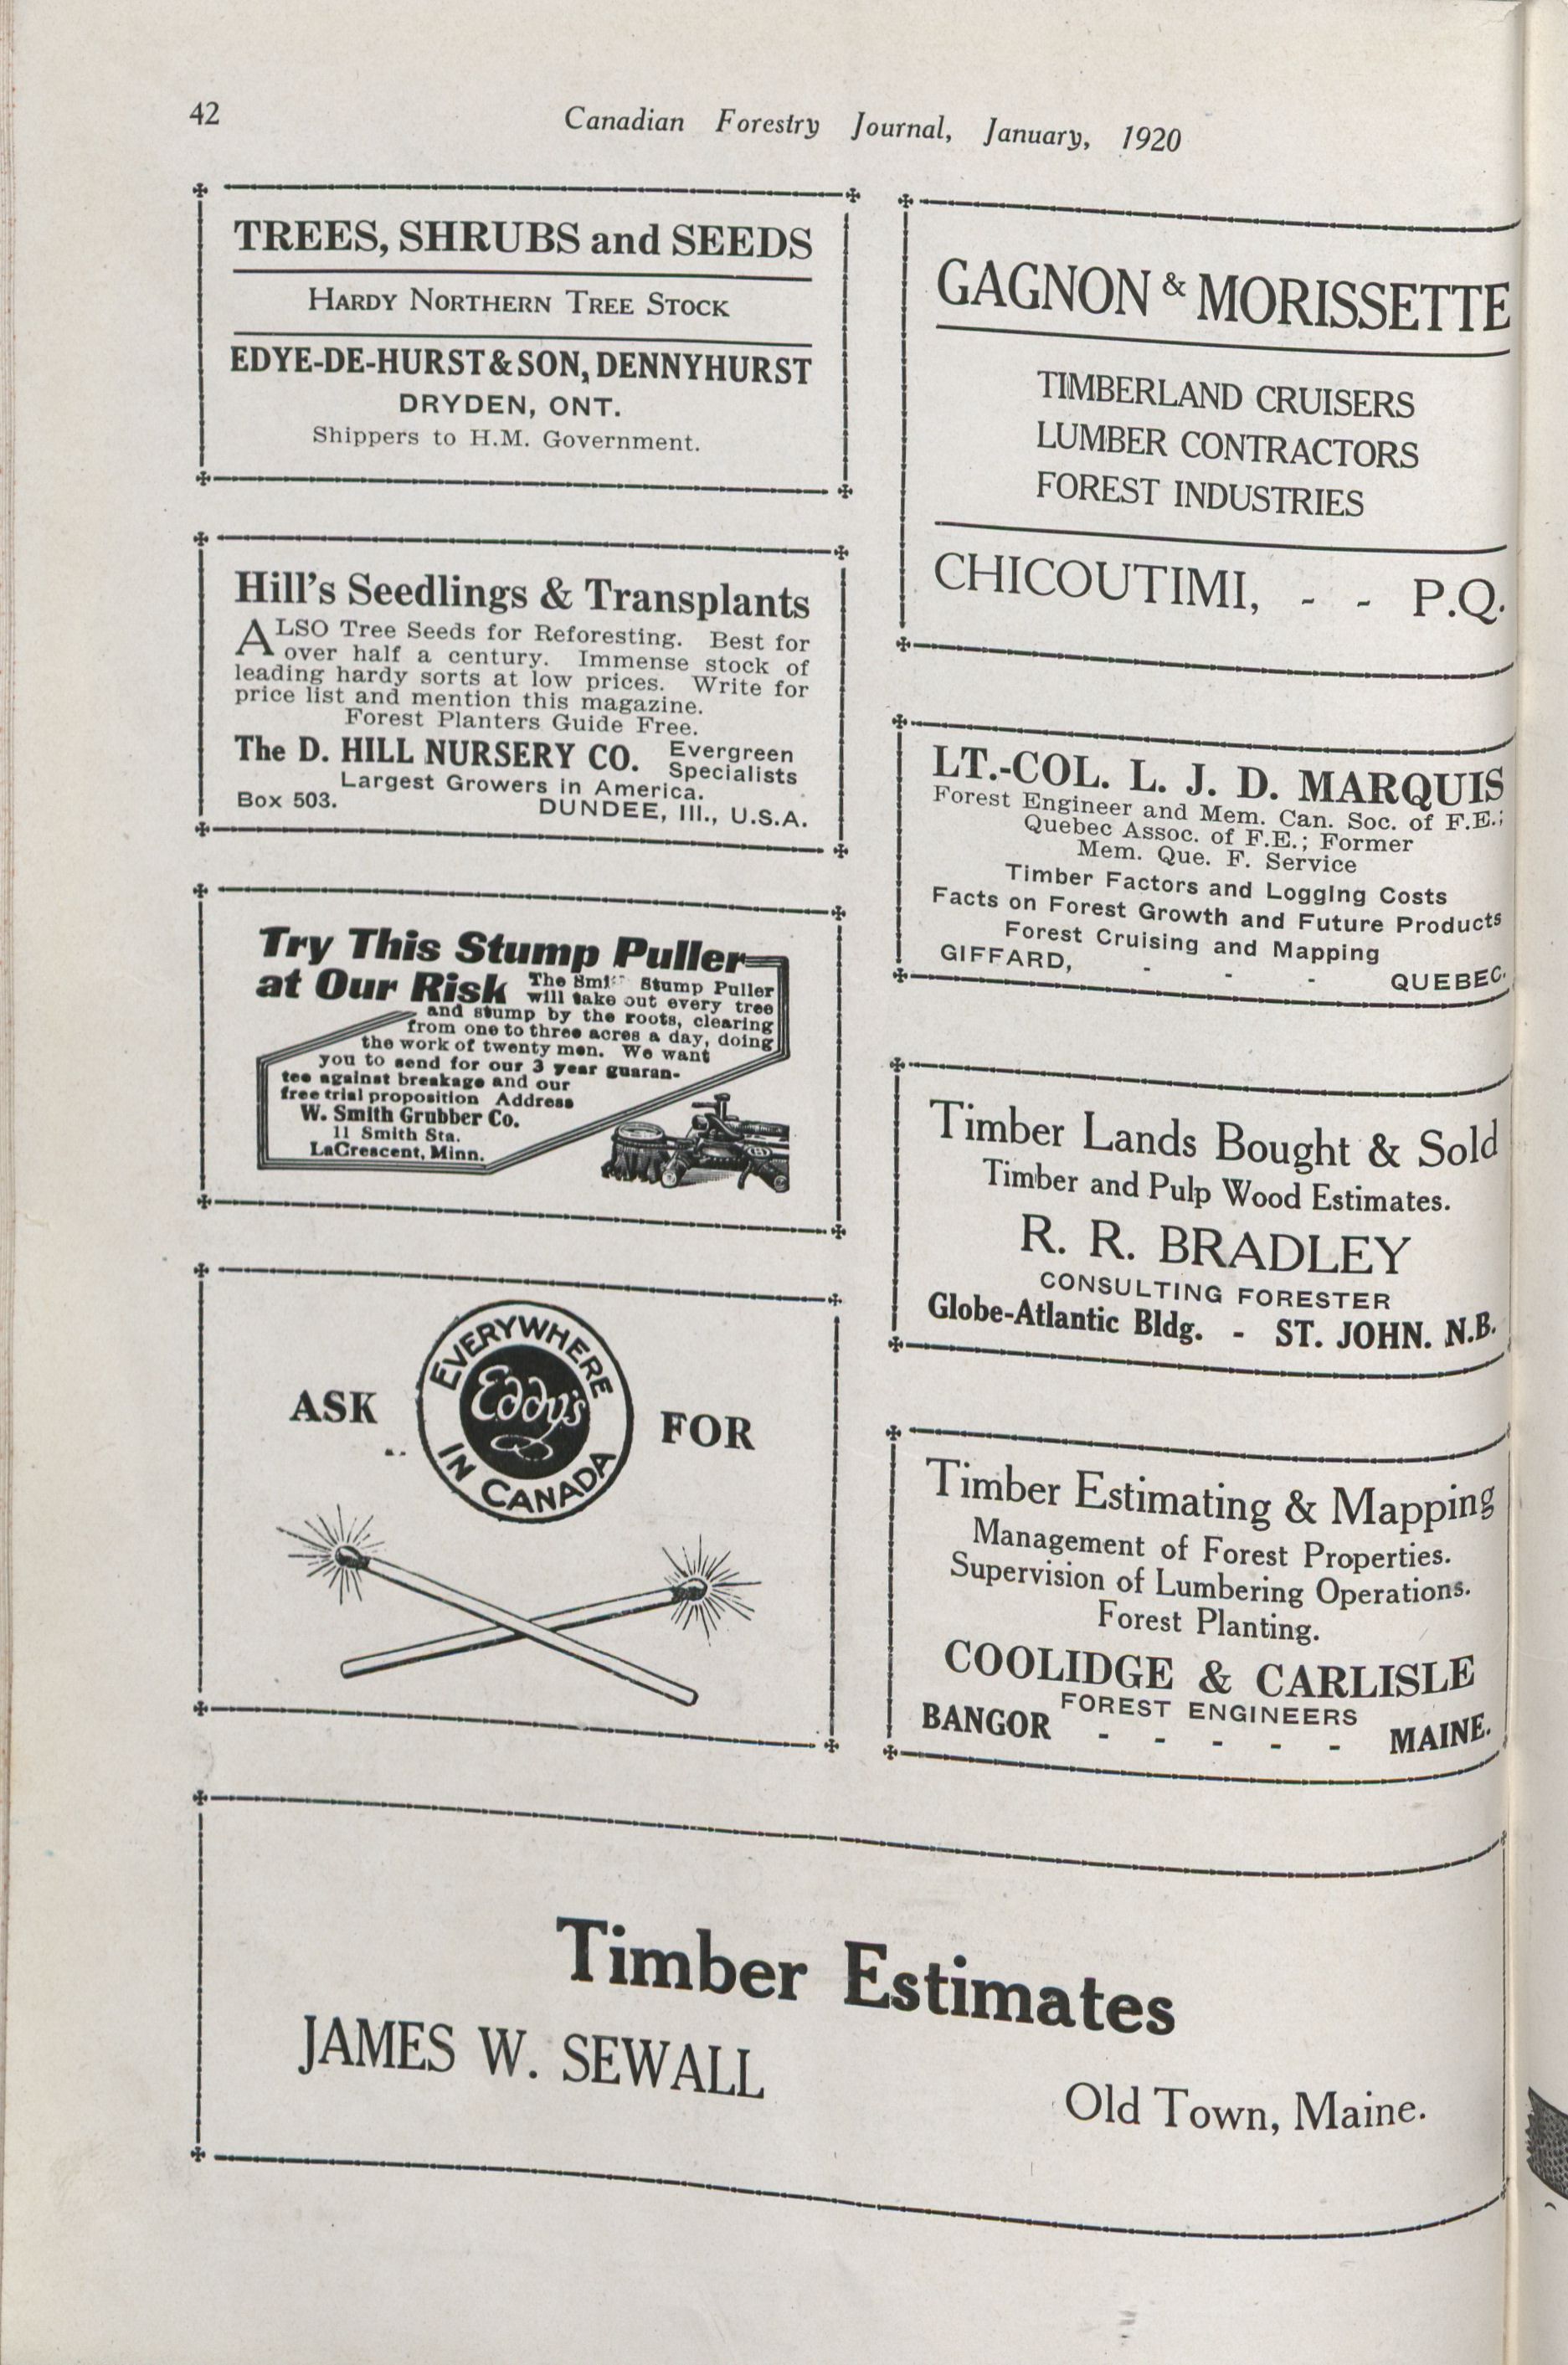 42
Canadian Forestry Journal, January, 1920
TREES, SHRUBS and SEEDS
HARDY NORTHERN TREE STOCK
EDYE-DE-HURST & SON, DENNYHURST
DRYDEN, ONT.
Shippers to H.M. Government.
Hill's Seedlings & Transplants
ALSO Tree Seeds for Reforesting. Best for
over half a century. Immense stock of
leading hardy sorts at low prices. Write for
price list and mention this magazine.
Forest Planters Guide Free.
The D. HILL NURSERY CO. Evergreen
Specialists
Largest Growers in America.
Box 503. DUNDEE, Ill., U.S.A.
Try This Stump Puller
at Our Risk The Stump Puller
will take out every tree
and stump by the roots, clearing
from one to three acres a day, doing
the work of twenty men. We want
you to send for our 3 year guaran-
tee against breakage and our
free trial proposition Address
W. Smith Grubber Co.
11 Smith Sta.
LaCrescent, Minn.
ASK
EVERYWHERE
Eddy's
IN CANADA
FOR
GAGNON & MORISSETTE
TIMBERLAND CRUISERS
LUMBER CONTRACTORS
FOREST INDUSTRIES
CHICOUTIMI, - - P.Q.
LT.-COL. L. J. D. MARQUIS
Forest Engineer and Mem. Can. Soc. of F.E.;
Quebec Assoc. of F.E.; Former
Mem. Que. F. Service
Timber Factors and Logging Costs
Facts on Forest Growth and Future Products
Forest Cruising and Mapping
GIFFARD, - - - QUEBEC.
Timber Lands Bought & Sold
Timber and Pulp Wood Estimates.
R. R. BRADLEY
CONSULTING FORESTER
Globe-Atlantic Bldg. - ST. JOHN. N.B.
Timber Estimating & Mapping
Management of Forest Properties.
Supervision of Lumbering Operations.
Forest Planting.
COOLIDGE & CARLISLE
FOREST ENGINEERS
BANGOR - - - - - MAINE.
Timber Estimates
JAMES W. SEWALL
Old Town, Maine.